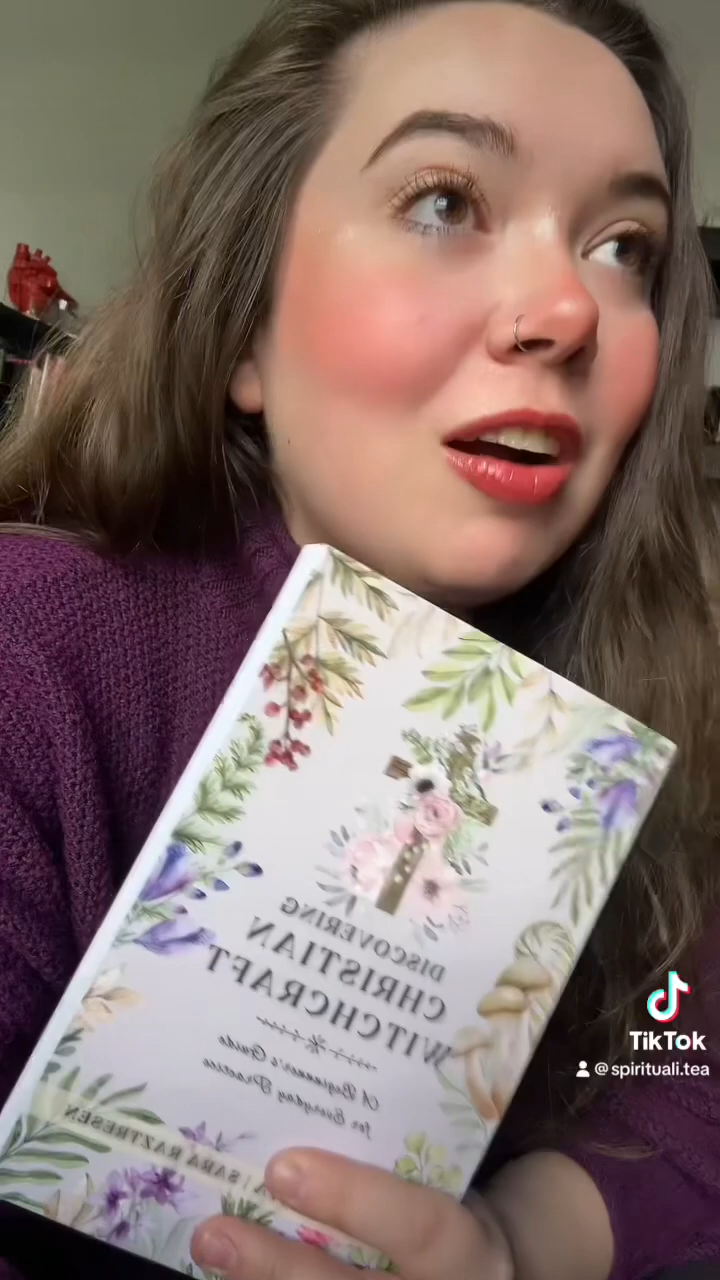 DISCOVERING
CHRISTIAN
WITCHCRAFT
A Beginner's Guide
for Everyday Practice
SARA RAZTRESEN
TikTok
@spirituali.tea